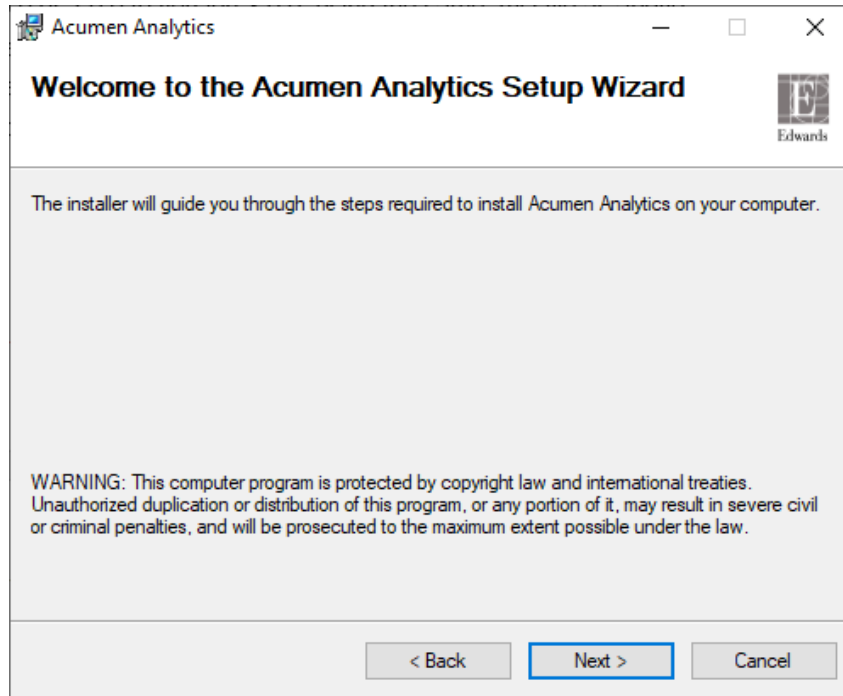 Acumen Analytics
Welcome to the Acumen Analytics Setup Wizard
E
Edwards
The installer will guide you through the steps required to install Acumen Analytics on your computer.
WARNING: This computer program is protected by copyright law and international treaties.
Unauthorized duplication or distribution of this program, or any portion of it, may result in severe civil
or criminal penalties, and will be prosecuted to the maximum extent possible under the law.
< Back
Next >
Cancel